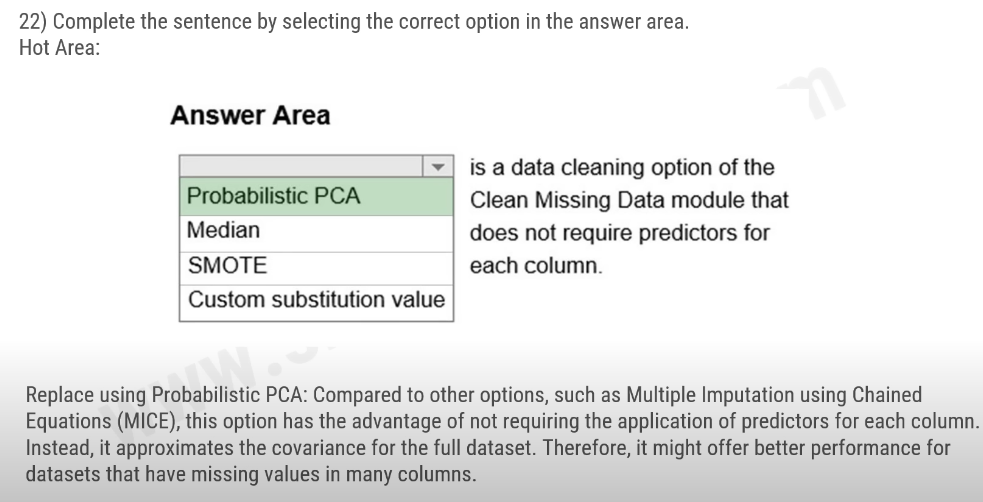 22) Complete the sentence by selecting the correct option in the answer area.
Hot Area:
Answer Area
Probabilistic PCA
Median
SMOTE
Custom substitution value
is a data cleaning option of the
Clean Missing Data module that
does not require predictors for
each column.
Replace using Probabilistic PCA: Compared to other options, such as Multiple Imputation using Chained
Equations (MICE), this option has the advantage of not requiring the application of predictors for each column.
Instead, it approximates the covariance for the full dataset. Therefore, it might offer better performance for
datasets that have missing values in many columns.